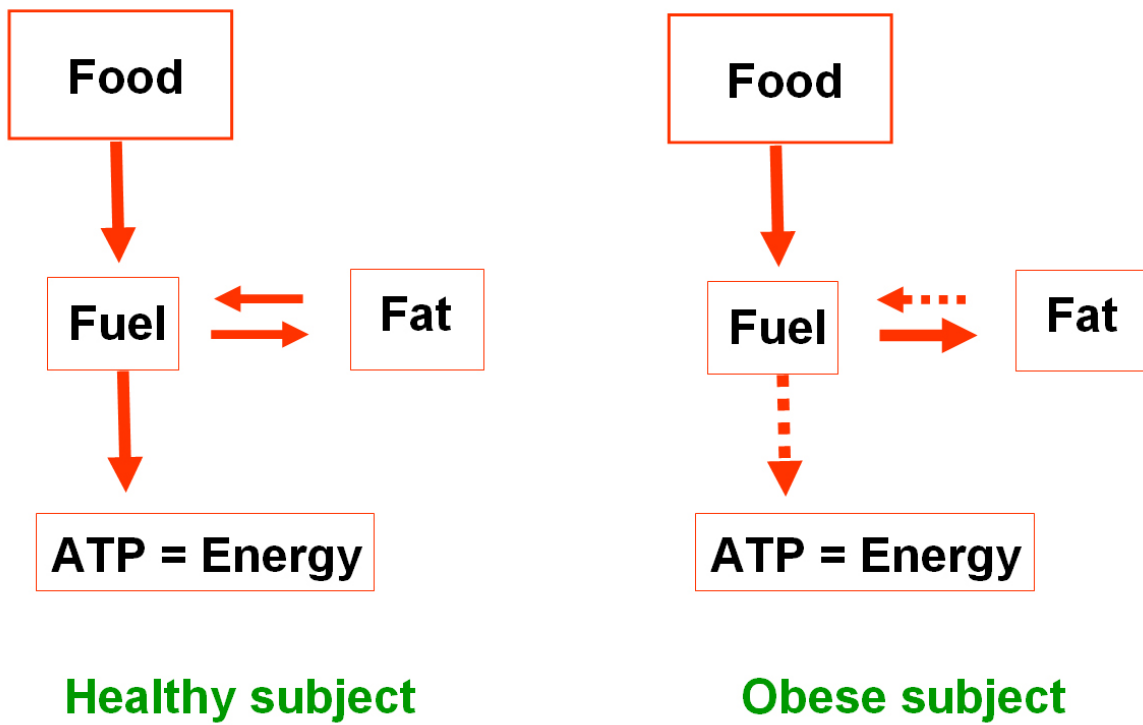 Food
Fuel
Fat
ATP = Energy
Healthy subject
Food
Fuel
Fat
ATP = Energy
Obese subject